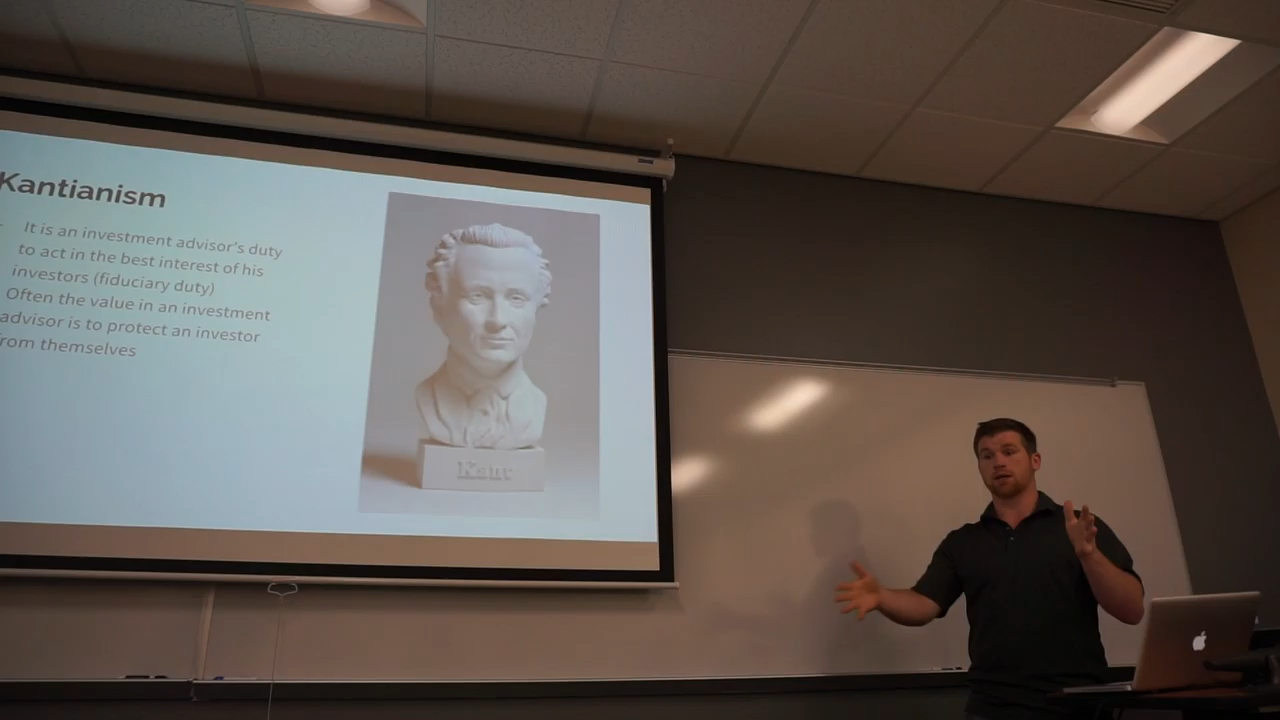 Kantianism
It is an investment advisor's duty
to act in the best interest of his
investors (fiduciary duty)
Often the value in an investment
advisor is to protect an investor
from themselves
Kant